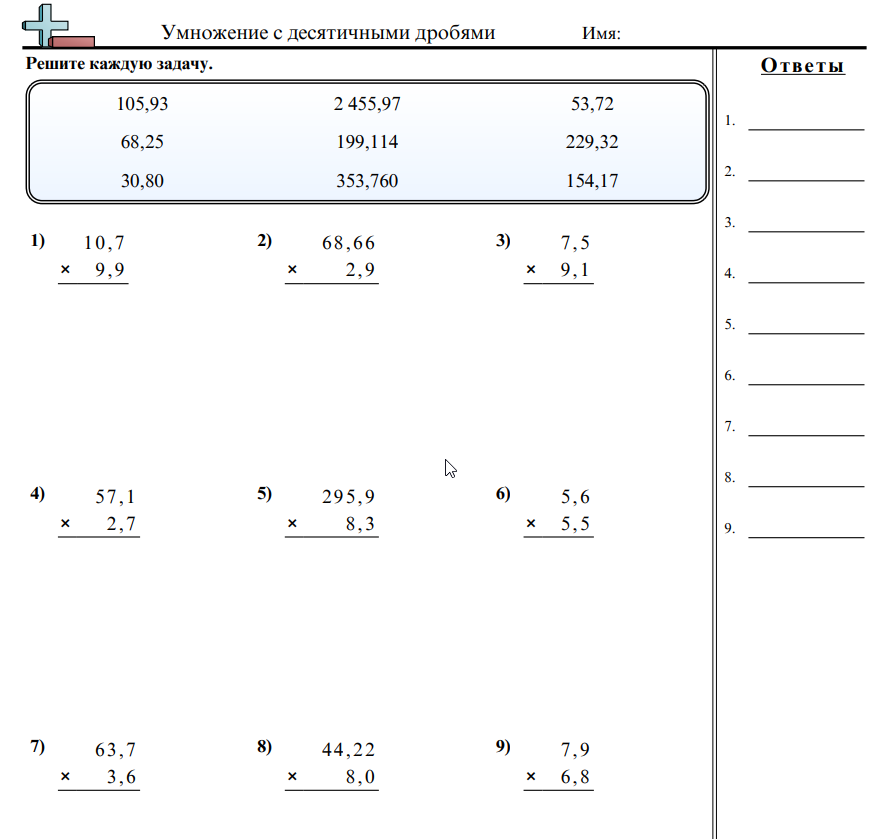 Умножение с десятичными дробями Имя:
Решите каждую задачу.
105,93 2 455,97 53,72
68,25 199,114 229,32
30,80 353,760 154,17
1) 10,7 2) 68,66 3) 7,5
× 9,9 × 2,9 × 9,1
4) 57,1 5) 295,9 6) 5,6
× 2,7 × 8,3 × 5,5
7) 63,7 8) 44,22 9) 7,9
× 3,6 × 8,0 × 6,8
Ответы
1.
2.
3.
4.
5.
6.
7.
8.
9.